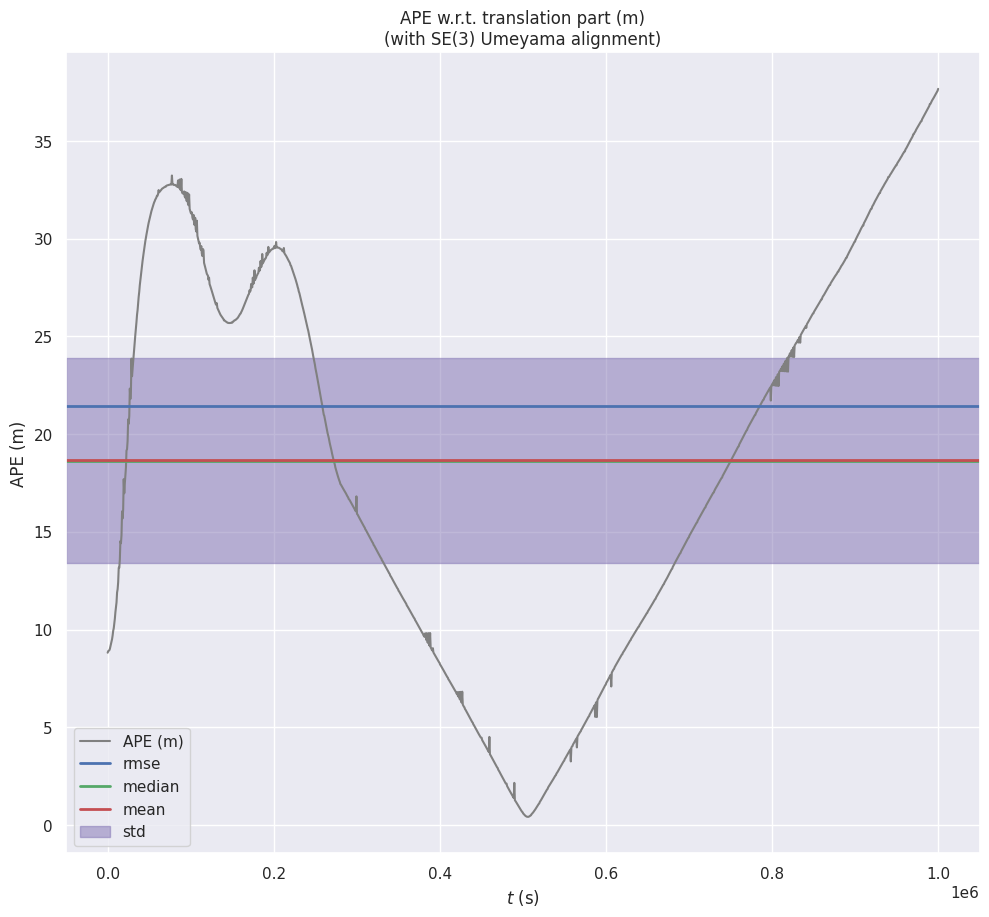 APE w.r.t. translation part (m)
(with SE(3) Umeyama alignment)
APE (m)
35
30
25
20
15
10
5
0
APE (m)
rmse
median
mean
std
0.0
0.2
0.4
0.6
0.8
1.0
1e6
t (s)